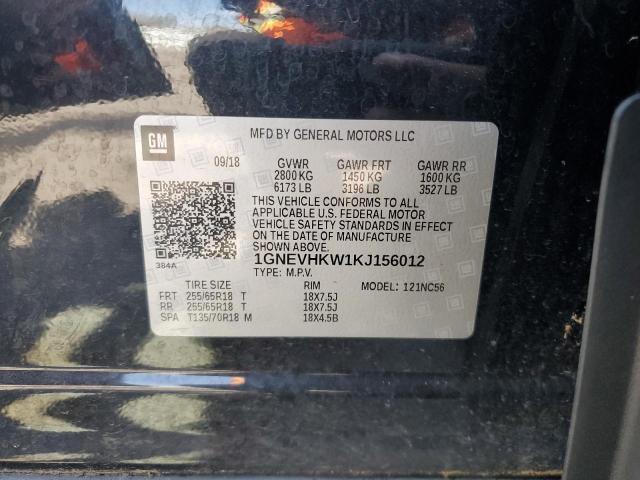 GM
MFD BY GENERAL MOTORS LLC
09/18 GVWR GAWR FRT GAWR RR
2800 KG 1450 KG 1600 KG
6173 LB 3196 LB 3527 LB
THIS VEHICLE CONFORMS TO ALL
APPLICABLE U.S. FEDERAL MOTOR
VEHICLE SAFETY STANDARDS IN EFFECT
ON THE DATE OF MANUFACTURE
SHOWN ABOVE.
384A
1GNEVHKW1KJ156012
TYPE: M.P.V. MODEL: 121NC56
TIRE SIZE RIM
FRT 255/65R18 T 18X7.5J
RR 255/65R18 T 18X7.5J
SPA T135/70R18 M 18X4.5B